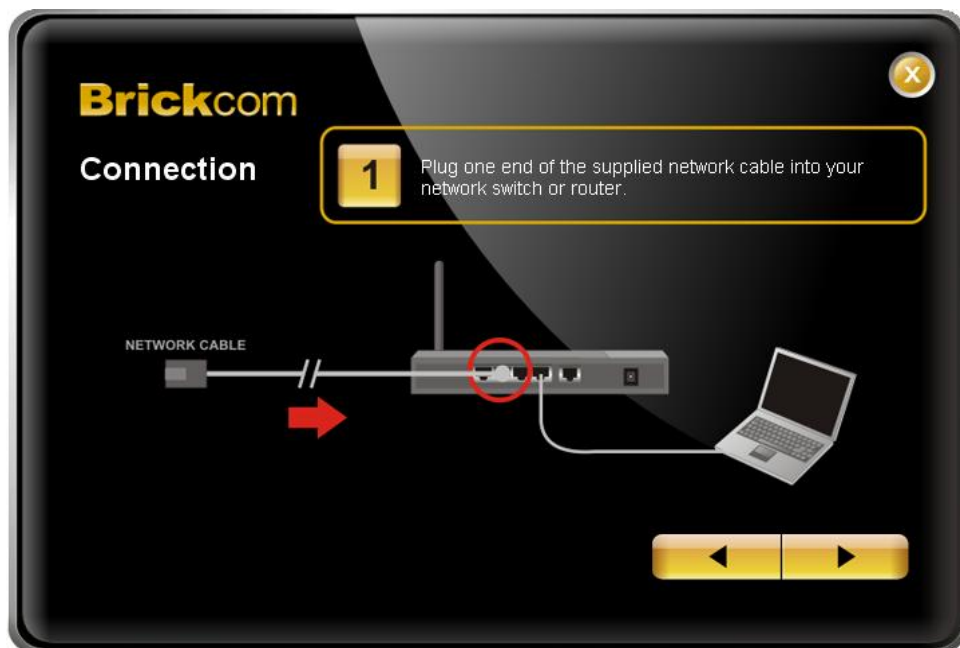 Brickcom
Connection
1
Plug one end of the supplied network cable into your
network switch or router.
NETWORK CABLE
X